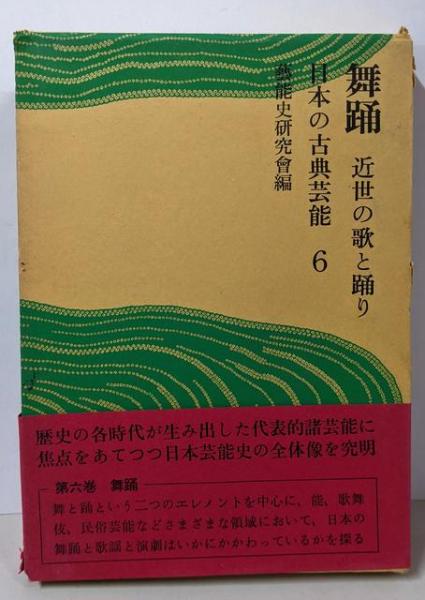 舞踊 近世の歌と踊り
日本の古典芸能 6
藝能史研究會編
歴史の各時代が生み出した代表的諸芸能に
焦点をあてつつ日本芸能史の全体像を究明
第六巻 舞踊
舞と踊という二つのエレメントを中心に、能、歌舞
伎、民俗芸能などさまざまな領域において、日本の
舞踊と歌謡と演劇はいかにかかわっているかを探る